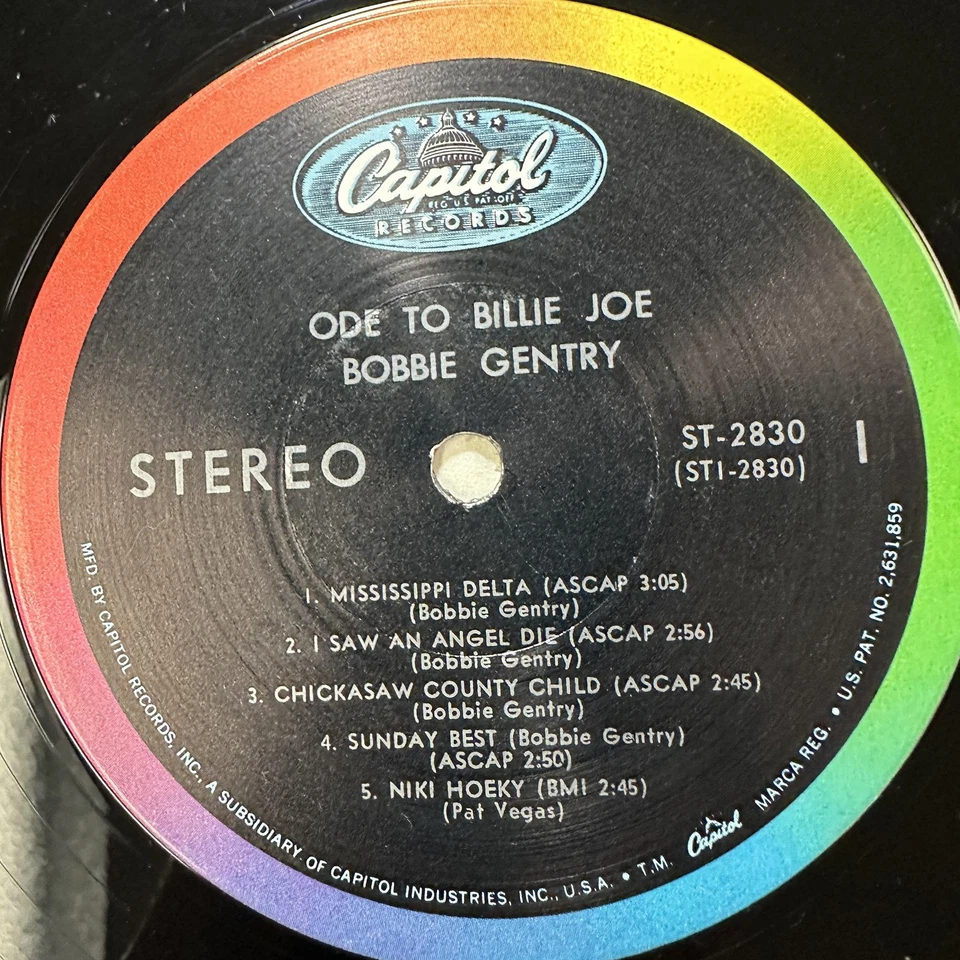 Capitol
REG. U.S. PAT. OFF.
RECORDS
ODE TO BILLIE JOE
BOBBIE GENTRY
STEREO
ST-2830
(ST1-2830)
1
1. MISSISSIPPI DELTA (ASCAP 3:05)
(Bobbie Gentry)
2. I SAW AN ANGEL DIE (ASCAP 2:56)
(Bobbie Gentry)
3. CHICKASAW COUNTY CHILD (ASCAP 2:45)
(Bobbie Gentry)
4. SUNDAY BEST (Bobbie Gentry)
(ASCAP 2:50)
5. NIKI HOEKY (BMI 2:45)
(Pat Vegas)
MFD. BY CAPITOL RECORDS, INC., A SUBSIDIARY OF CAPITOL INDUSTRIES, INC., U.S.A. • T.M. Capitol MARCA REG. • U.S. PAT. NO. 2,631,859